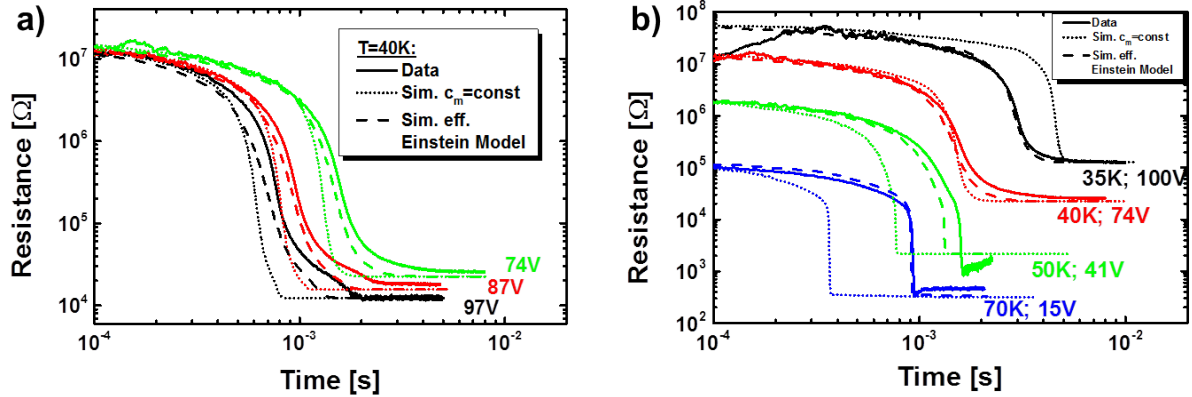 a)
Resistance [Ω]
10^7
10^6
10^5
10^4
T=40K:
Data
Sim. c_m=const
Sim. eff.
Einstein Model
74V
87V
97V
10^-4
10^-3
10^-2
Time [s]
b)
Resistance [Ω]
10^8
10^7
10^6
10^5
10^4
10^3
10^2
Data
Sim. c_m=const
Sim. eff.
Einstein Model
35K; 100V
40K; 74V
50K; 41V
70K; 15V
10^-4
10^-3
10^-2
Time [s]